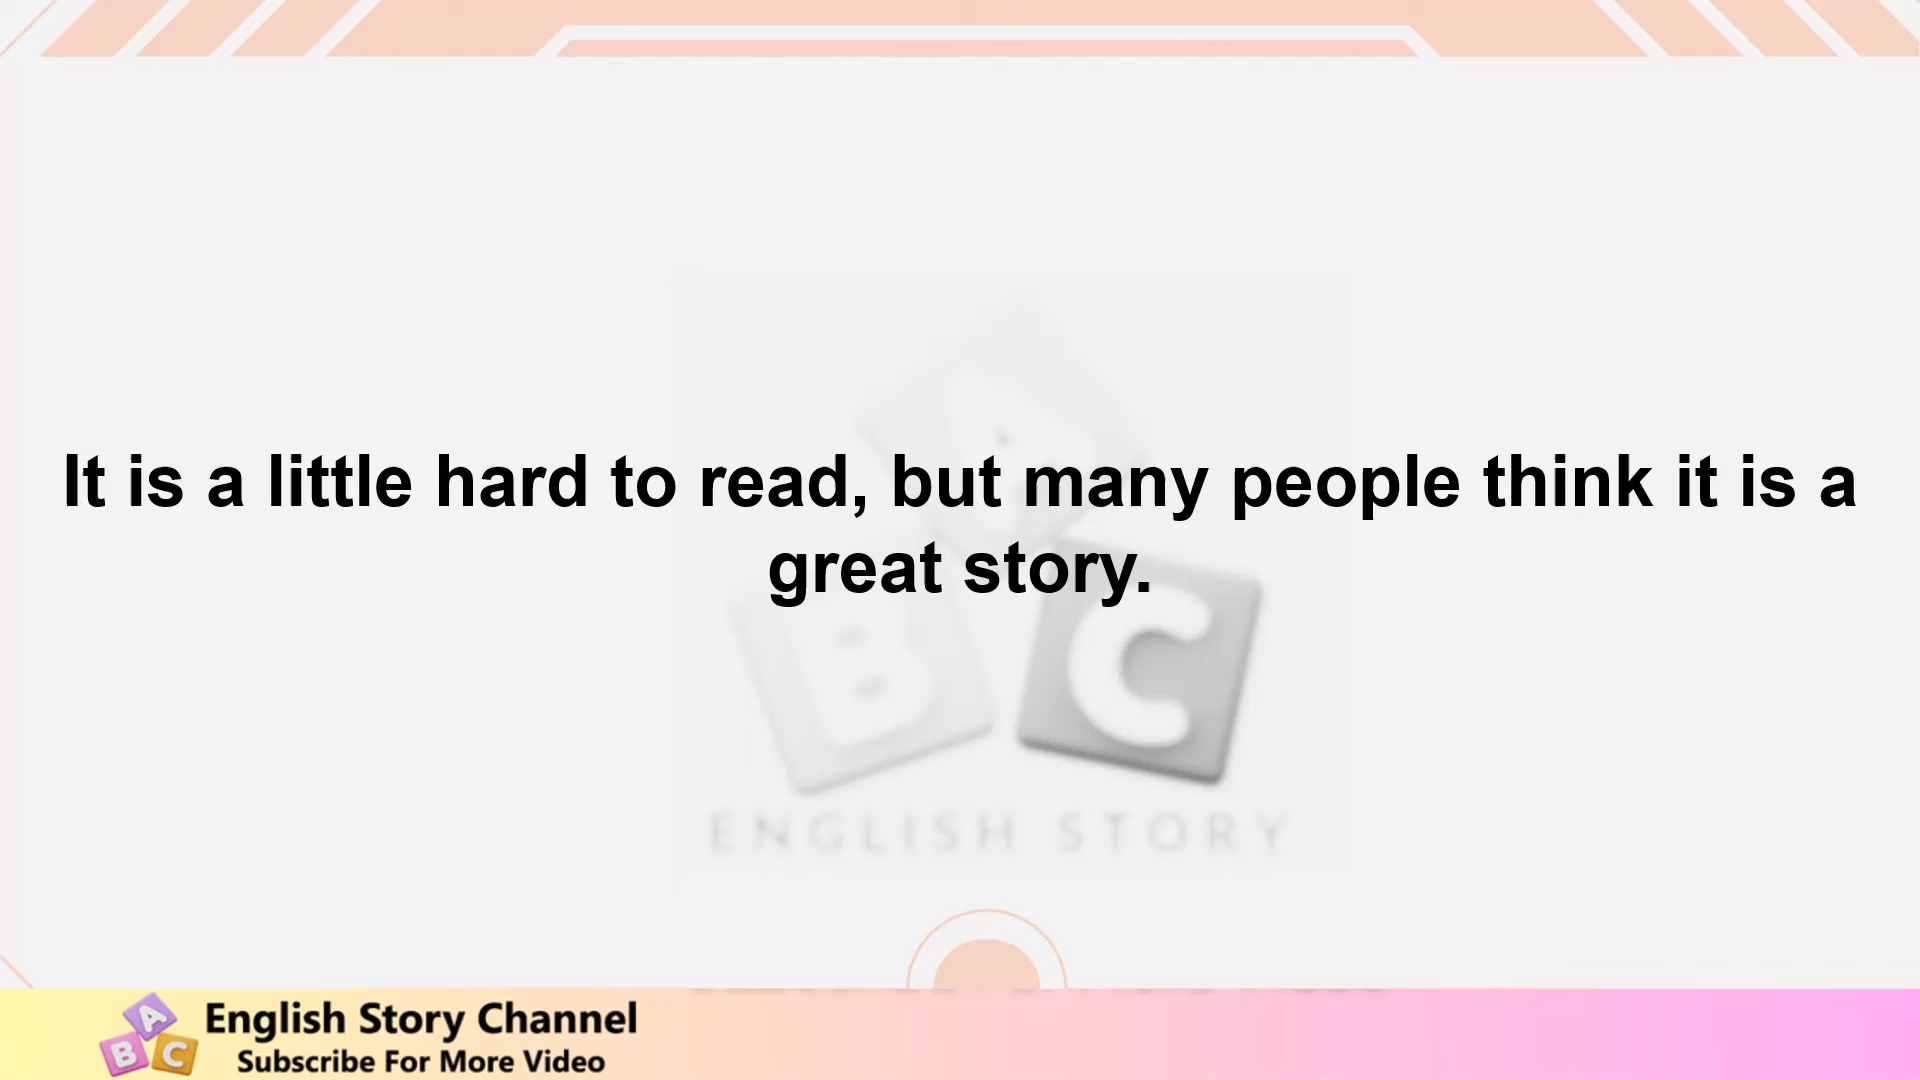 It is a little hard to read, but many people think it is a
great story.
A
B
C
ENGLISH STORY
A
B C
English Story Channel
Subscribe For More Video